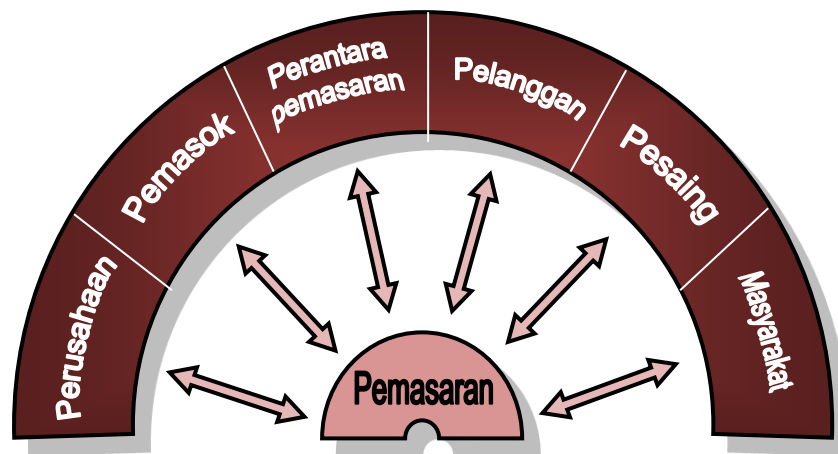 Perusahaan
Pemasok
Perantara
pemasaran
Pelanggan
Pesaing
Masyarakat
Pemasaran